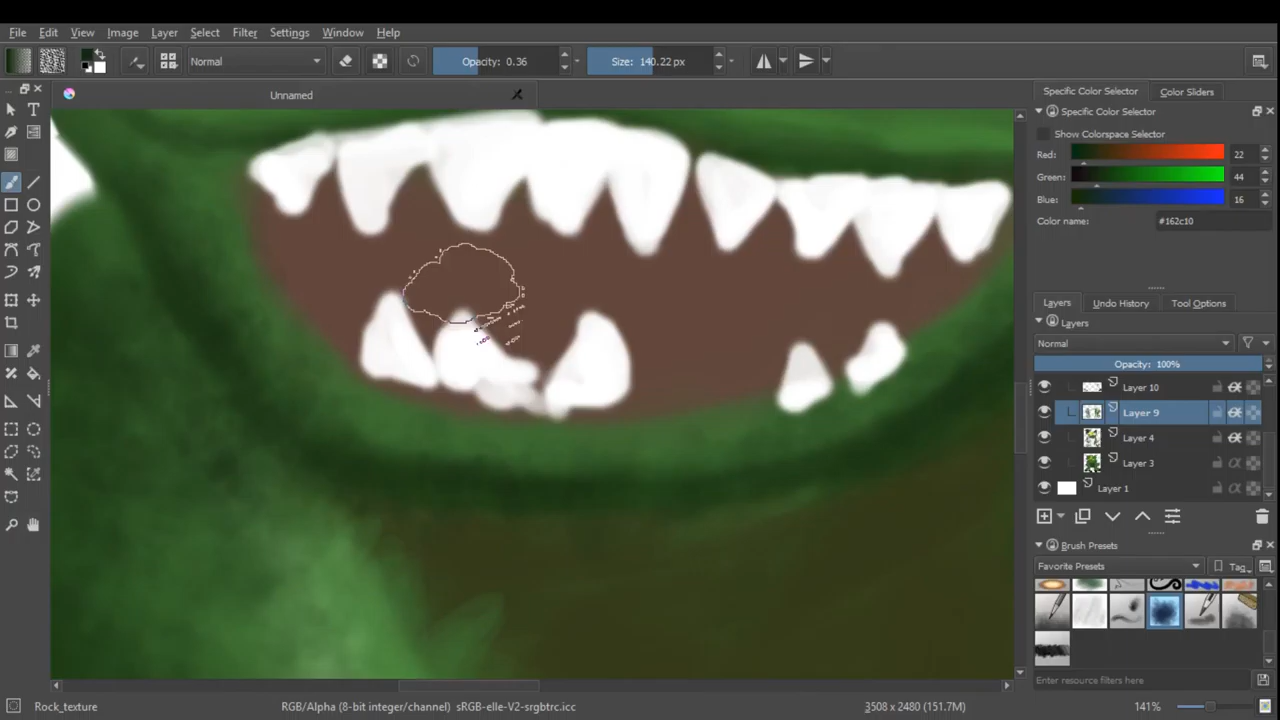 File Edit View Image Layer Select Filter Settings Window Help
Normal Opacity: 0.36 Size: 140.22 px
Unnamed
Specific Color Selector Color Sliders
Specific Color Selector
Show Colorspace Selector
Red: 22
Green: 44
Blue: 16
Color name: #162c10
Layers Undo History Tool Options
Layers
Normal
Opacity: 100%
Layer 10
Layer 9
Layer 4
Layer 3
Layer 1
Brush Presets
Favorite Presets Tag
Enter resource filters here
Rock_texture RGB/Alpha (8-bit integer/channel) sRGB-elle-V2-srgbtrc.icc 3508 x 2480 (151.7M) 141%